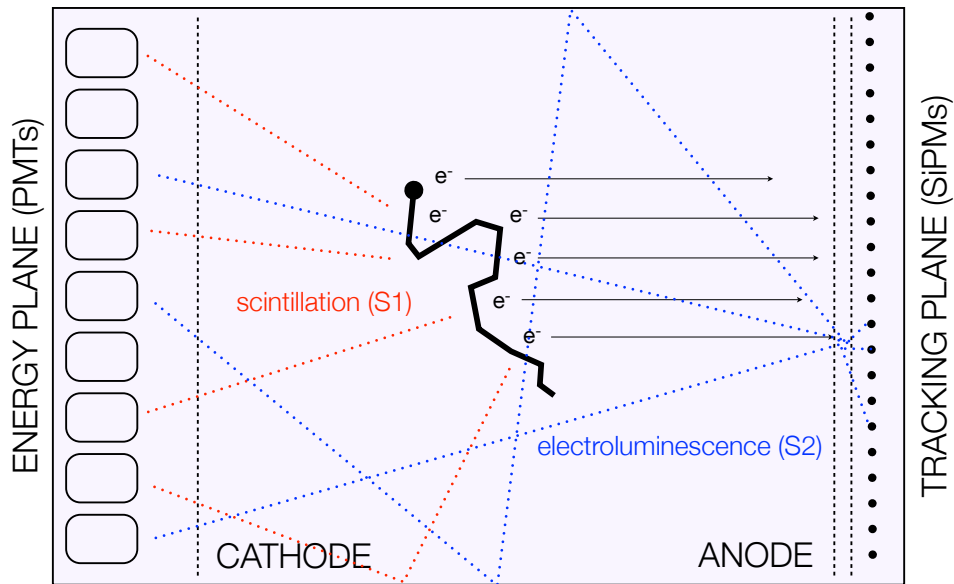 ENERGY PLANE (PMTs)
TRACKING PLANE (SiPMs)
e-
e-
e-
e-
e-
e-
scintillation (S1)
electroluminescence (S2)
CATHODE
ANODE